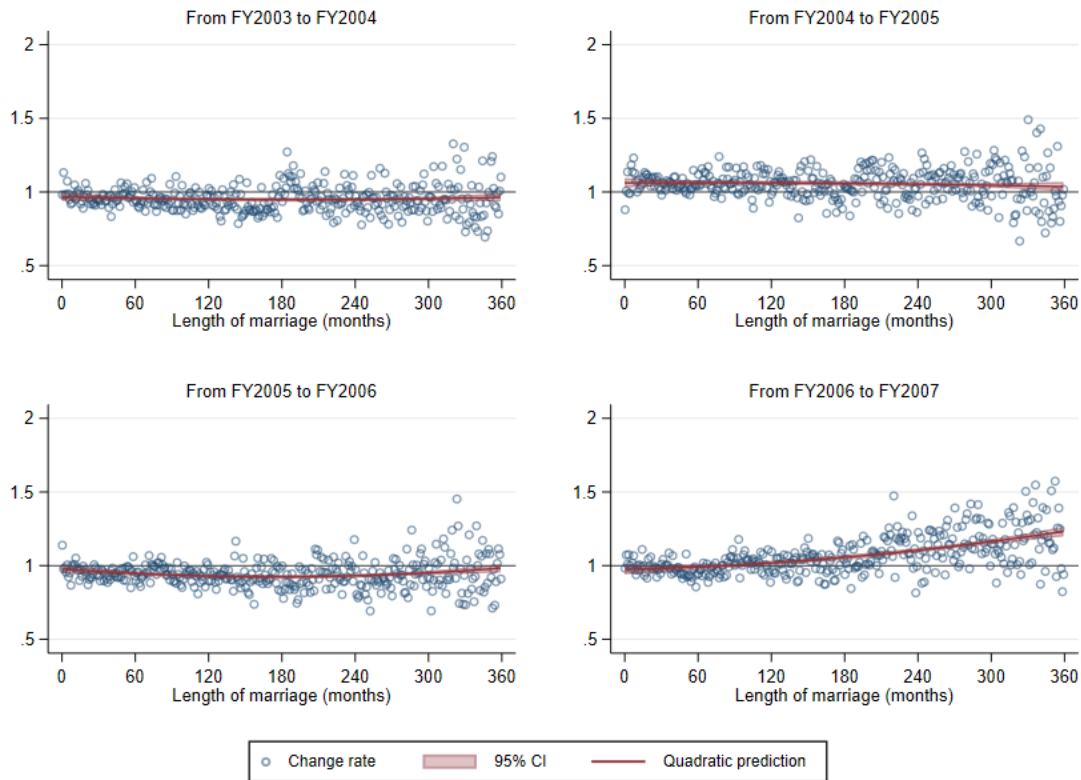 From FY2003 to FY2004
2
1.5
1
.5
0 60 120 180 240 300 360
Length of marriage (months)
From FY2004 to FY2005
2
1.5
1
.5
0 60 120 180 240 300 360
Length of marriage (months)
From FY2005 to FY2006
2
1.5
1
.5
0 60 120 180 240 300 360
Length of marriage (months)
From FY2006 to FY2007
2
1.5
1
.5
0 60 120 180 240 300 360
Length of marriage (months)
Change rate 95% CI Quadratic prediction